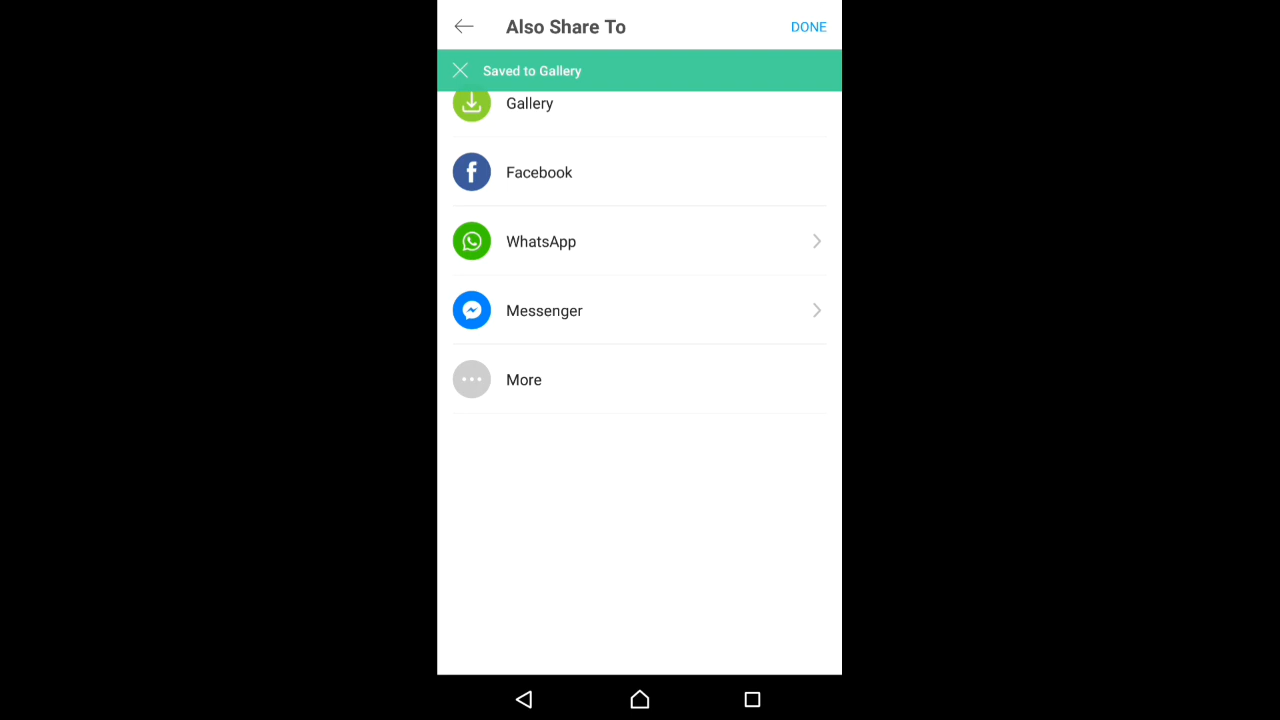 Also Share To
DONE
Saved to Gallery
Gallery
Facebook
WhatsApp
Messenger
More